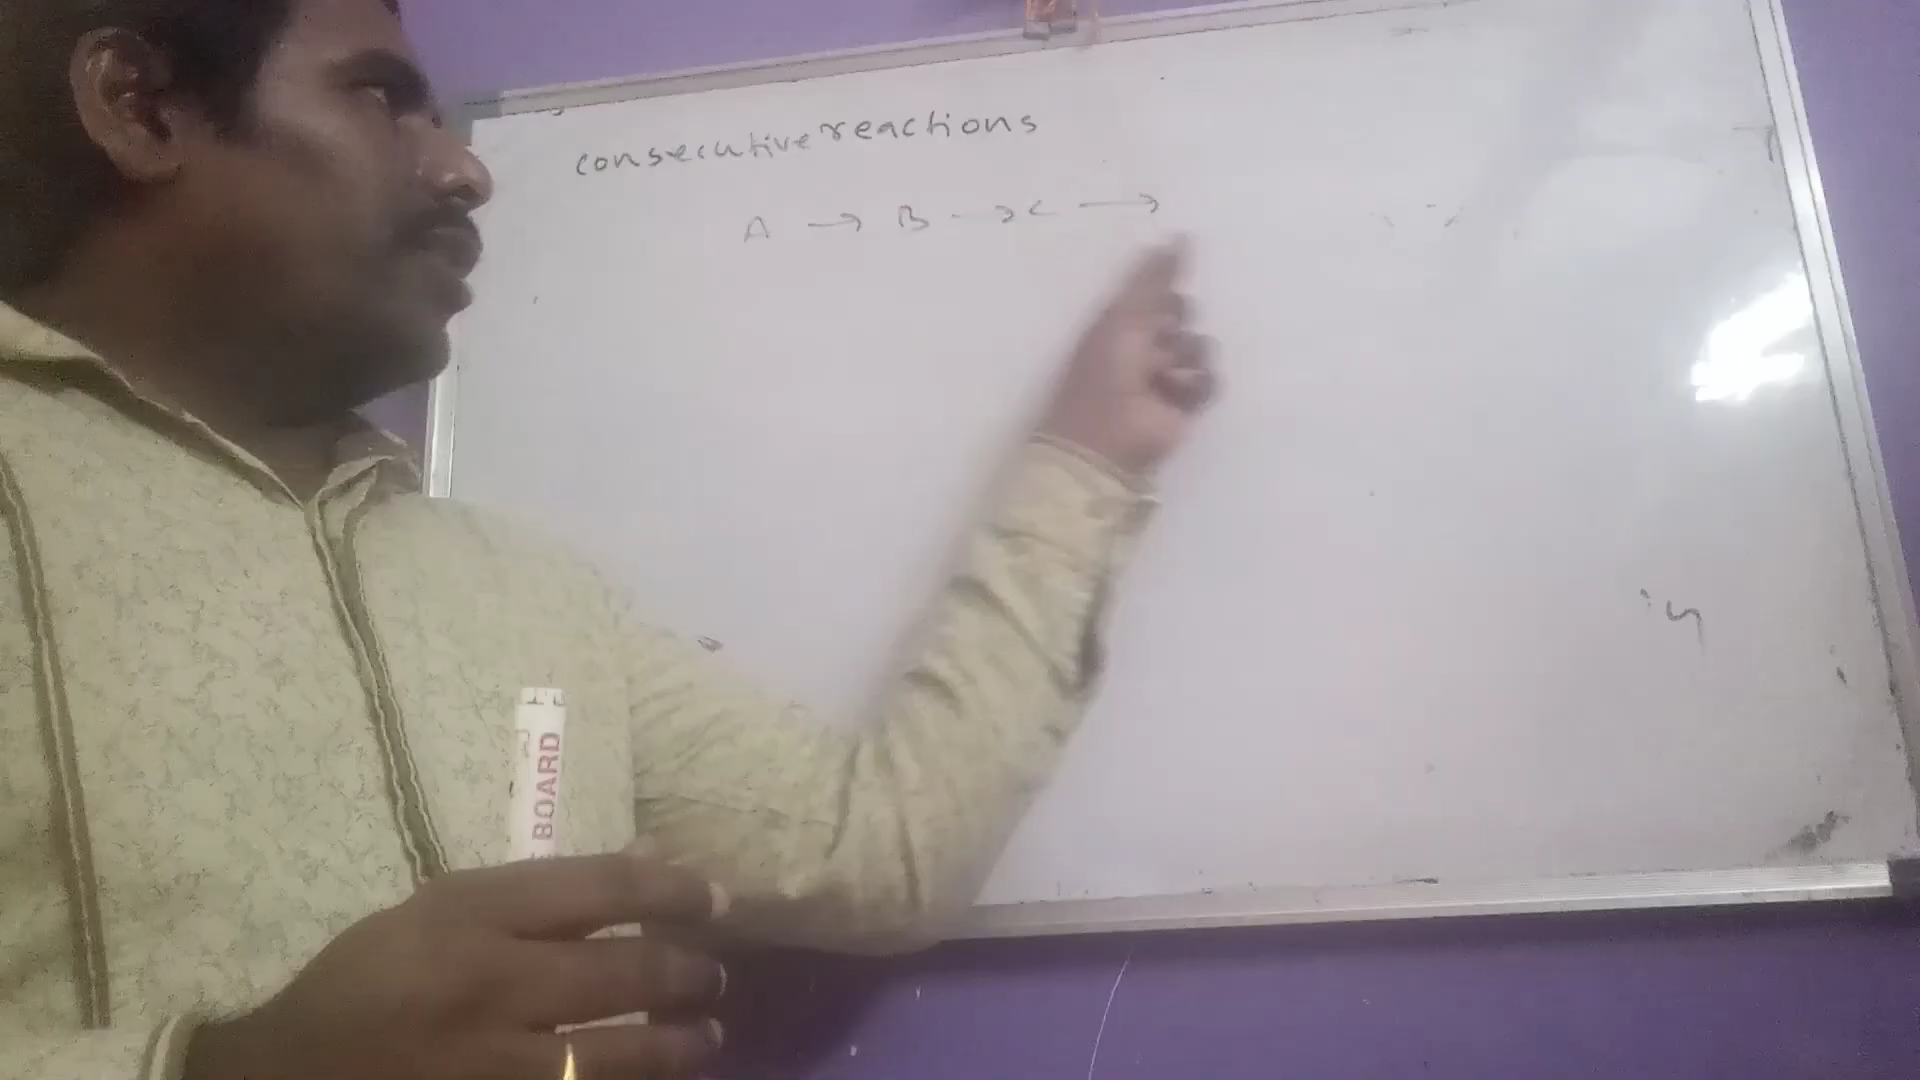 consecutive reactions
A → B → C →
BOARD